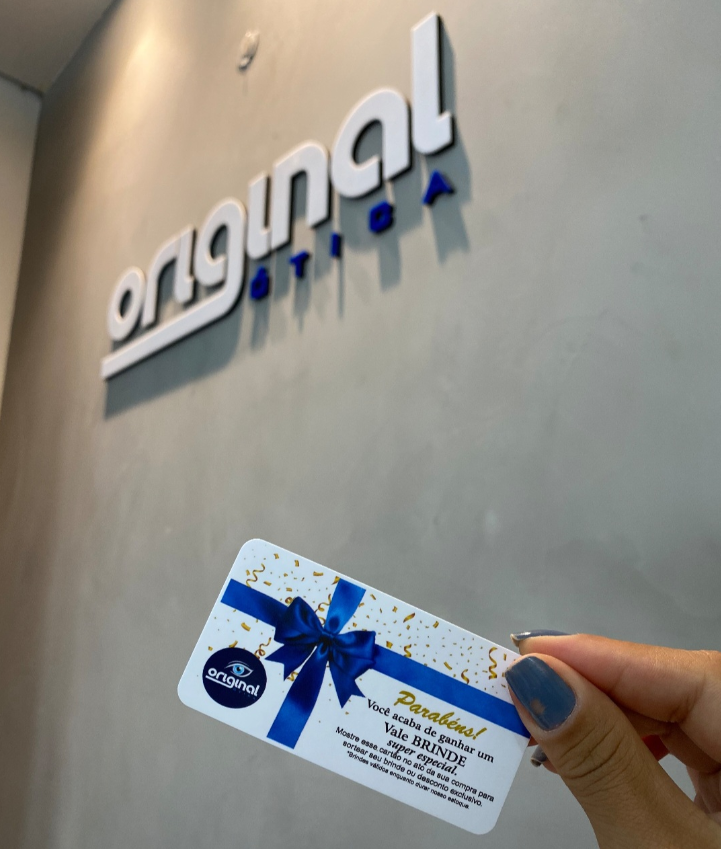 original
ÓTICA
original
Parabéns!
Você acaba de ganhar um
Vale BRINDE
super especial.
Mostre esse cartão no ato da sua compra para
sortear seu brinde ou desconto exclusivo.
*Brindes válidos enquanto durar nosso estoque.